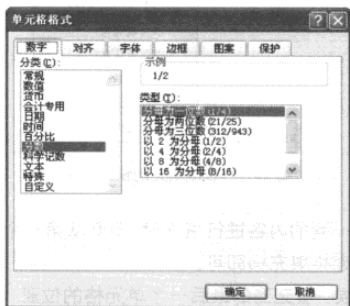 单元格格式
数字 对齐 字体 边框 图案 保护
分类(C):
常规
数值
货币
会计专用
日期
时间
百分比
分数
科学记数
文本
特殊
自定义
示例
1/2
类型(T):
分母为一位数(1/4)
分母为两位数(21/25)
分母为三位数(312/943)
以 2 为分母(1/2)
以 4 为分母(2/4)
以 8 为分母(4/8)
以 16 为分母(8/16)
确定 取消